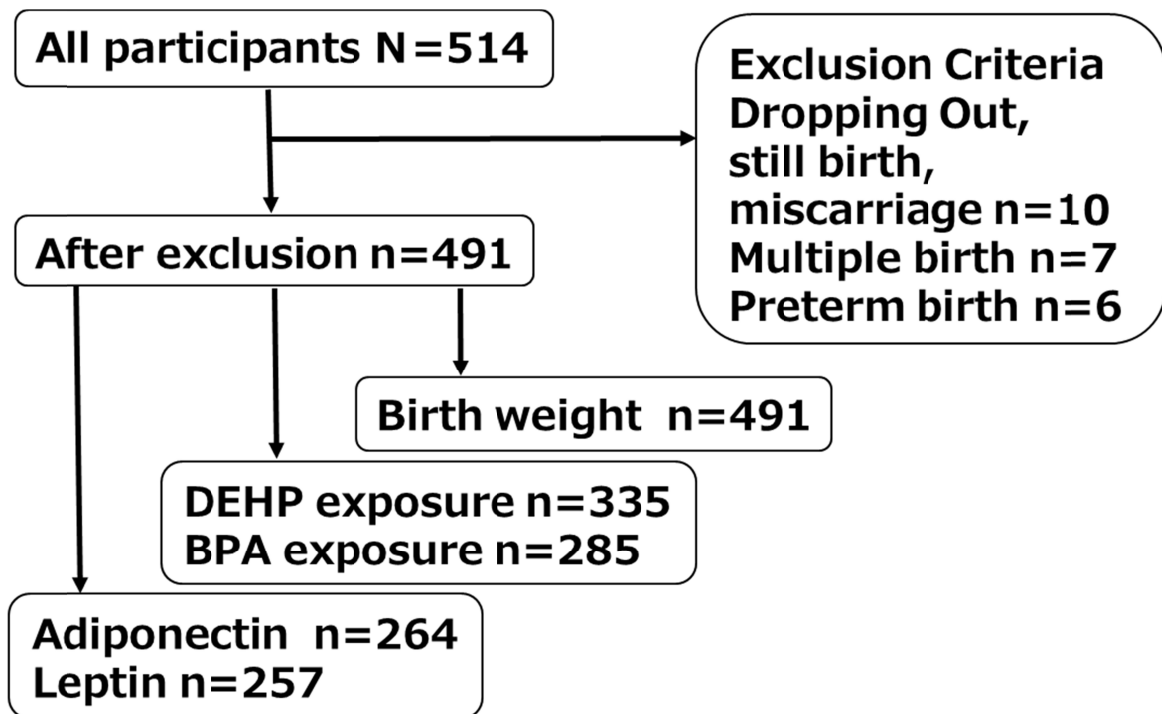 All participants N=514
Exclusion Criteria
Dropping Out,
still birth,
miscarriage n=10
Multiple birth n=7
Preterm birth n=6
After exclusion n=491
Birth weight n=491
DEHP exposure n=335
BPA exposure n=285
Adiponectin n=264
Leptin n=257